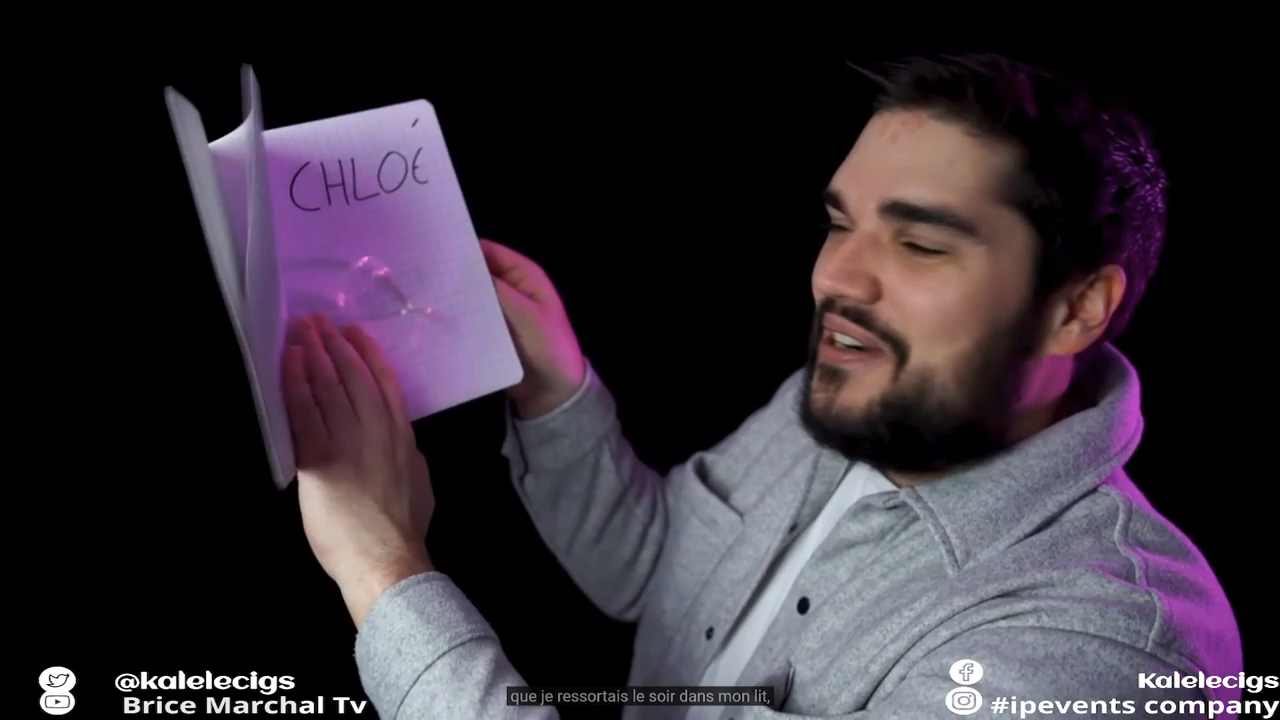 CHLOÉ
que je ressortais le soir dans mon lit,
@kalelecigs
Brice Marchal Tv
Kalelecigs
#ipevents company